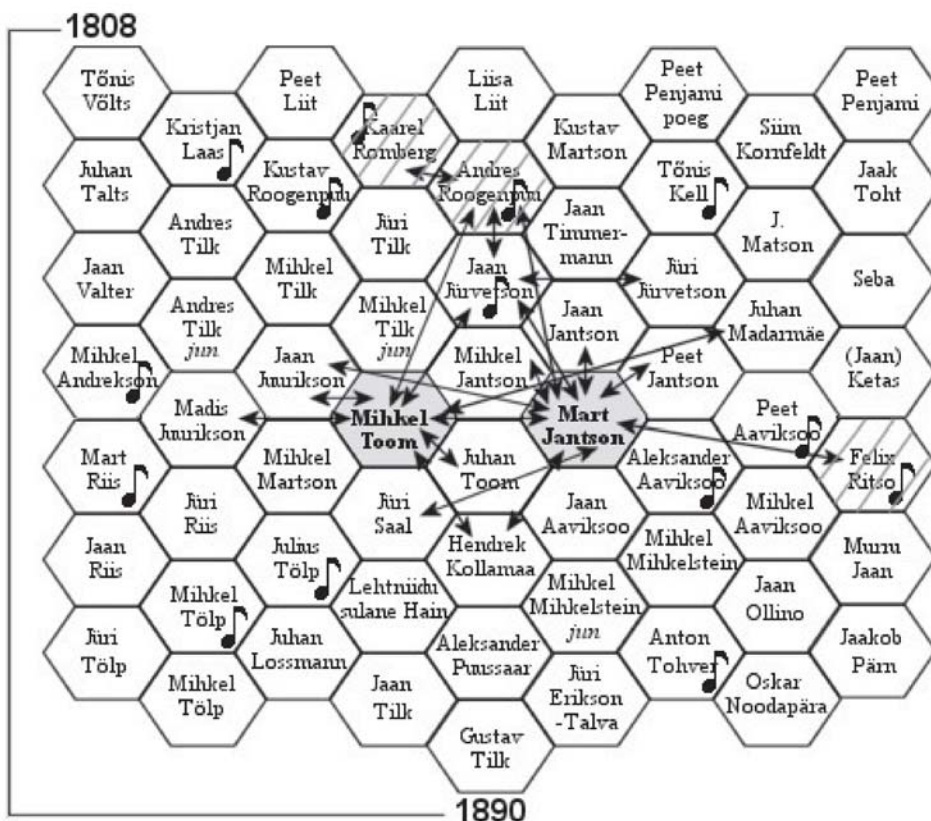 1808
Tõnis
Võlts
Peet
Liit
Liisa
Liit
Peet
Penjami
poeg
Peet
Penjami
Kristjan
Laas
Kaarel
Romberg
Kustav
Martson
Siim
Kornfeldt
Juhan
Talts
Kustav
Roogenpuu
Andres
Roogenpuu
Tõnis
Kell
Jaak
Toht
Andres
Tilk
Jüri
Tilk
Jaan
Timmer-
mann
J.
Matson
Jaan
Valter
Mihkel
Tilk
Jaan
Jürvetson
Jüri
Jürvetson
Seba
Andres
Tilk
jun
Mihkel
Tilk
jun
Jaan
Jantson
Juhan
Madarmäe
Mihkel
Andrekson
Jaan
Juurikson
Mihkel
Jantson
Peet
Jantson
(Jaan)
Ketas
Madis
Juurikson
Mihkel
Toom
Mart
Jantson
Peet
Aaviksoo
Mart
Riis
Mihkel
Martson
Juhan
Toom
Aleksander
Aaviksoo
Felix
Ritso
Jüri
Riis
Jüri
Saal
Jaan
Aaviksoo
Mihkel
Aaviksoo
Jaan
Riis
Julius
Tölp
Hendrek
Kollamaa
Mihkel
Mihkelstein
Murru
Jaan
Mihkel
Tölp
Lehtniidu
sulane Hain
Mihkel
Mihkelstein
jun
Jaan
Ollino
Jüri
Tölp
Juhan
Lossmann
Aleksander
Puussaar
Anton
Tohver
Jaakob
Pärn
Mihkel
Tölp
Jaan
Tilk
Jüri
Erikson
-Talva
Oskar
Noodapära
Gustav
Tilk
1890